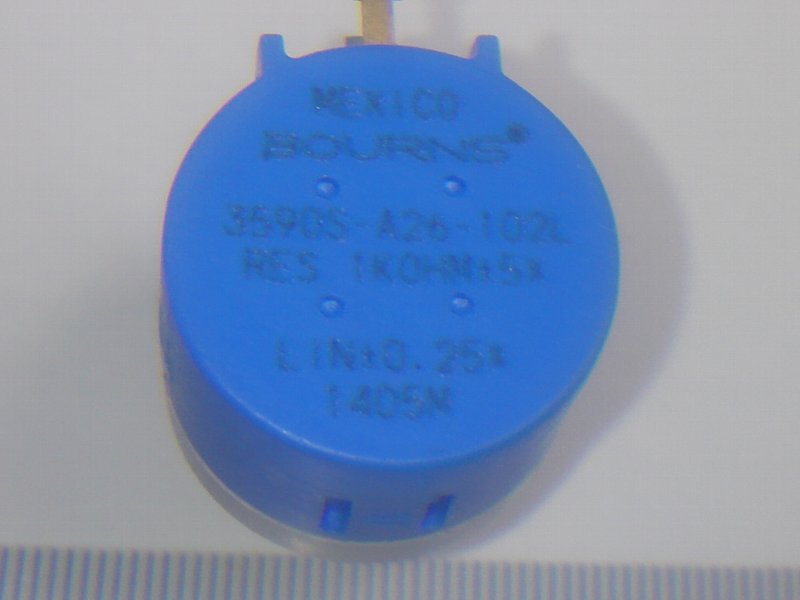 MEXICO
BOURNS®
3590S-A26-102L
RES 1KOHM±5%
LIN±0.25%
1405M